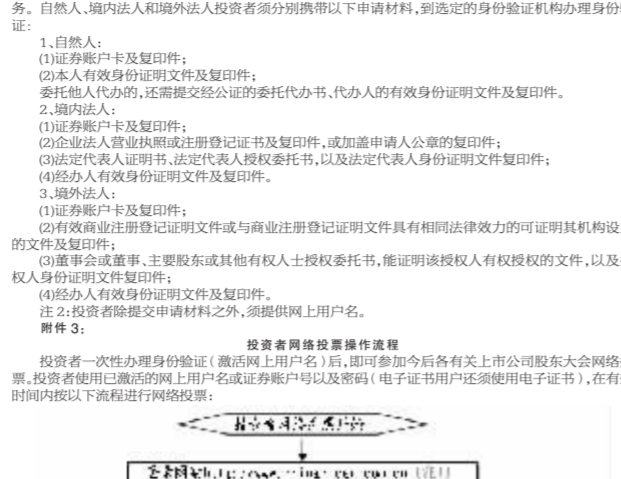 务。自然人、境内法人和境外法人投资者须分别携带以下申请材料,到选定的身份验证机构办理身份
证:
1、自然人:
(1)证券账户卡及复印件;
(2)本人有效身份证明文件及复印件;
委托他人代办的,还需提交经公证的委托代办书、代办人的有效身份证明文件及复印件。
2、境内法人:
(1)证券账户卡及复印件;
(2)企业法人营业执照或注册登记证书及复印件,或加盖申请人公章的复印件;
(3)法定代表人证明书、法定代表人授权委托书,以及法定代表人身份证明文件复印件;
(4)经办人有效身份证明文件及复印件。
3、境外法人:
(1)证券账户卡及复印件;
(2)有效商业注册登记证明文件或与商业注册登记证明文件具有相同法律效力的可证明其机构设
的文件及复印件;
(3)董事会或董事、主要股东或其他有权人士授权委托书,能证明该授权人有权授权的文件,以及
权人身份证明文件复印件;
(4)经办人有效身份证明文件及复印件。
注 2:投资者除提交申请材料之外,须提供网上用户名。
附件 3:
投资者网络投票操作流程
投资者一次性办理身份验证(激活网上用户名)后,即可参加今后各有关上市公司股东大会网络
票。投资者使用已激活的网上用户名或证券账户号以及密码(电子证书用户还须使用电子证书),在有
时间内按以下流程进行网络投票: